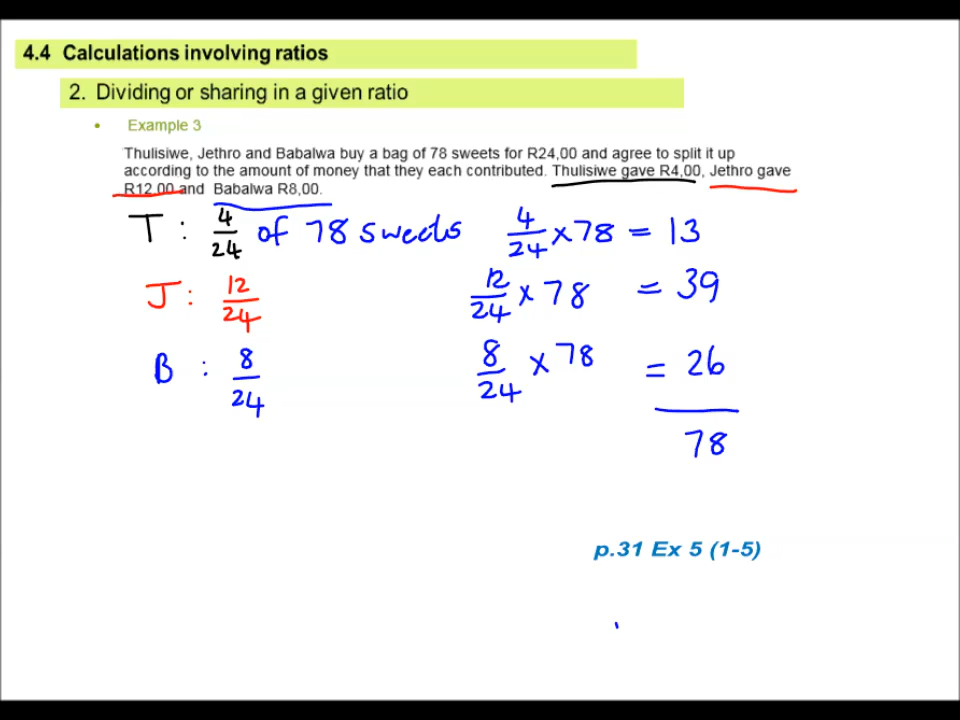 4.4 Calculations involving ratios
2. Dividing or sharing in a given ratio
• Example 3
Thulisiwe, Jethro and Babalwa buy a bag of 78 sweets for R24,00 and agree to split it up
according to the amount of money that they each contributed. Thulisiwe gave R4,00, Jethro gave
R12,00 and Babalwa R8,00.
T : 4/24 of 78 sweets 4/24 × 78 = 13
J : 12/24 12/24 × 78 = 39
B : 8/24 8/24 × 78 = 26
78
p.31 Ex 5 (1-5)